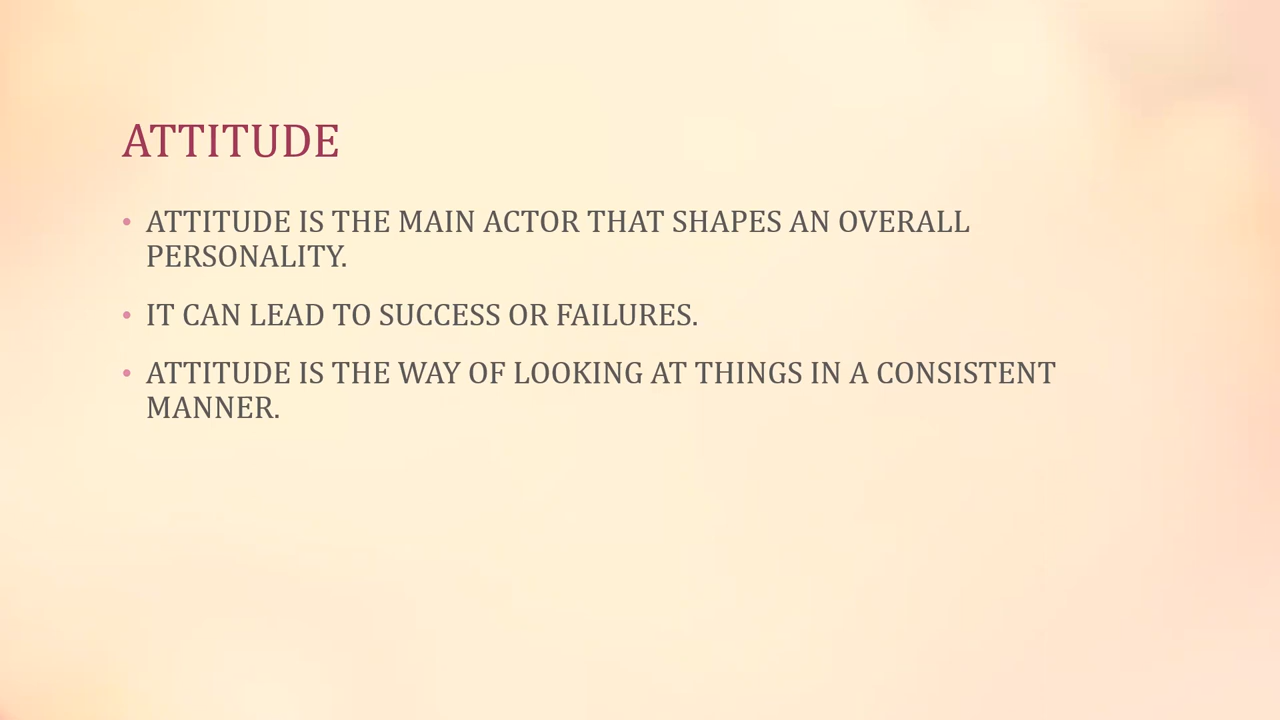 ATTITUDE
• ATTITUDE IS THE MAIN ACTOR THAT SHAPES AN OVERALL
PERSONALITY.
• IT CAN LEAD TO SUCCESS OR FAILURES.
• ATTITUDE IS THE WAY OF LOOKING AT THINGS IN A CONSISTENT
MANNER.